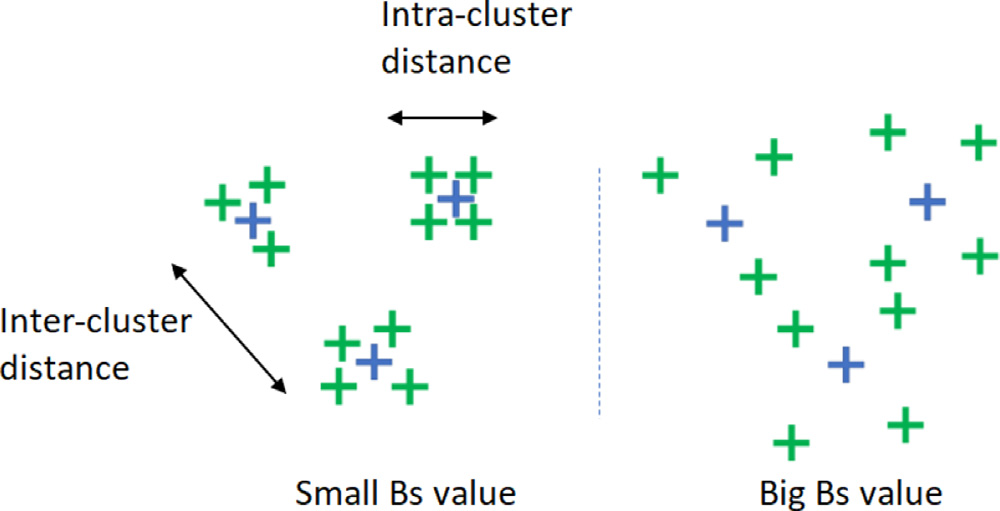 Intra-cluster
distance
Inter-cluster
distance
Small Bs value
Big Bs value